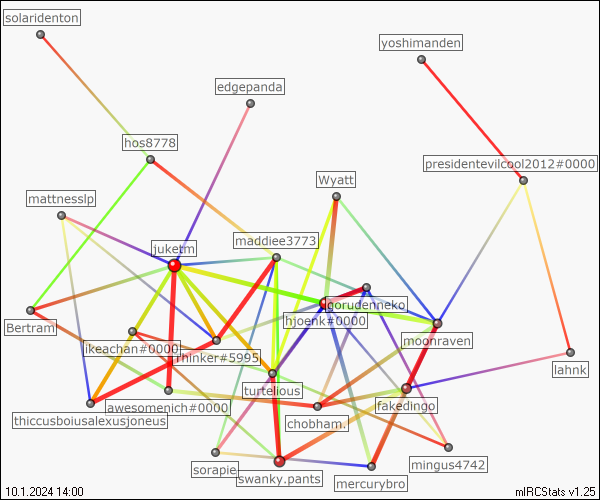 solaridenton
yoshimanden
edgepanda
hos8778
presidentevilcool2012#0000
Wyatt
mattnesslp
maddiee3773
juketm
gorudenneko
hjoenk#0000
Bertram
moonraven
ikeachan#0000
rhinker#5995
lahnk
turtelious
awesomenich#0000
fakedingo
thiccusboiusalexusjoneus
chobham
sorapie
mingus4742
swanky.pants
mercurybro
10.1.2024 14:00
mIRCStats v1.25